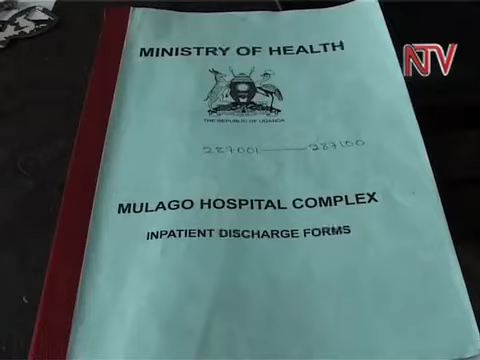 NTV
MINISTRY OF HEALTH
THE REPUBLIC OF UGANDA
287001——287100
MULAGO HOSPITAL COMPLEX
INPATIENT DISCHARGE FORMS